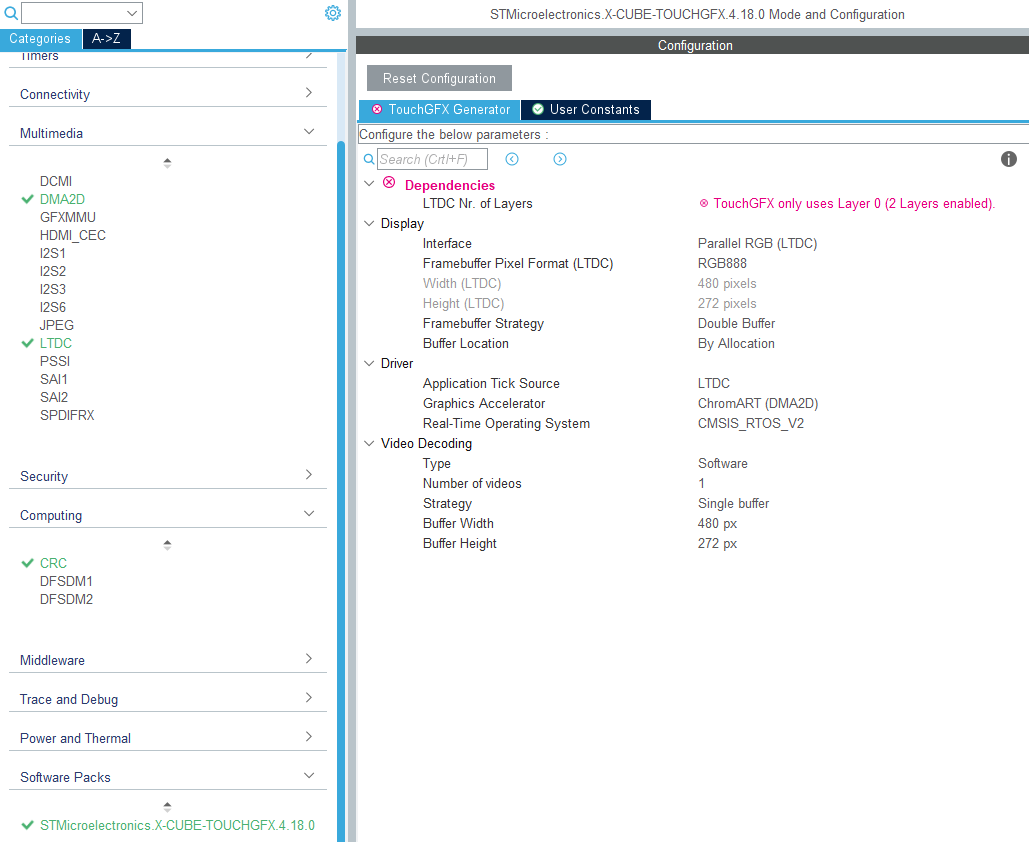 Categories
A->Z
Timers
Connectivity
Multimedia
DCMI
DMA2D
GFXMMU
HDMI_CEC
I2S1
I2S2
I2S3
I2S6
JPEG
LTDC
PSSI
SAI1
SAI2
SPDIFRX
Security
Computing
CRC
DFSDM1
DFSDM2
Middleware
Trace and Debug
Power and Thermal
Software Packs
STMicroelectronics.X-CUBE-TOUCHGFX.4.18.0
STMicroelectronics.X-CUBE-TOUCHGFX.4.18.0 Mode and Configuration
Configuration
Reset Configuration
TouchGFX Generator
User Constants
Configure the below parameters :
Search (Crtl+F)
Dependencies
LTDC Nr. of Layers TouchGFX only uses Layer 0 (2 Layers enabled).
Display
Interface Parallel RGB (LTDC)
Framebuffer Pixel Format (LTDC) RGB888
Width (LTDC) 480 pixels
Height (LTDC) 272 pixels
Framebuffer Strategy Double Buffer
Buffer Location By Allocation
Driver
Application Tick Source LTDC
Graphics Accelerator ChromART (DMA2D)
Real-Time Operating System CMSIS_RTOS_V2
Video Decoding
Type Software
Number of videos 1
Strategy Single buffer
Buffer Width 480 px
Buffer Height 272 px